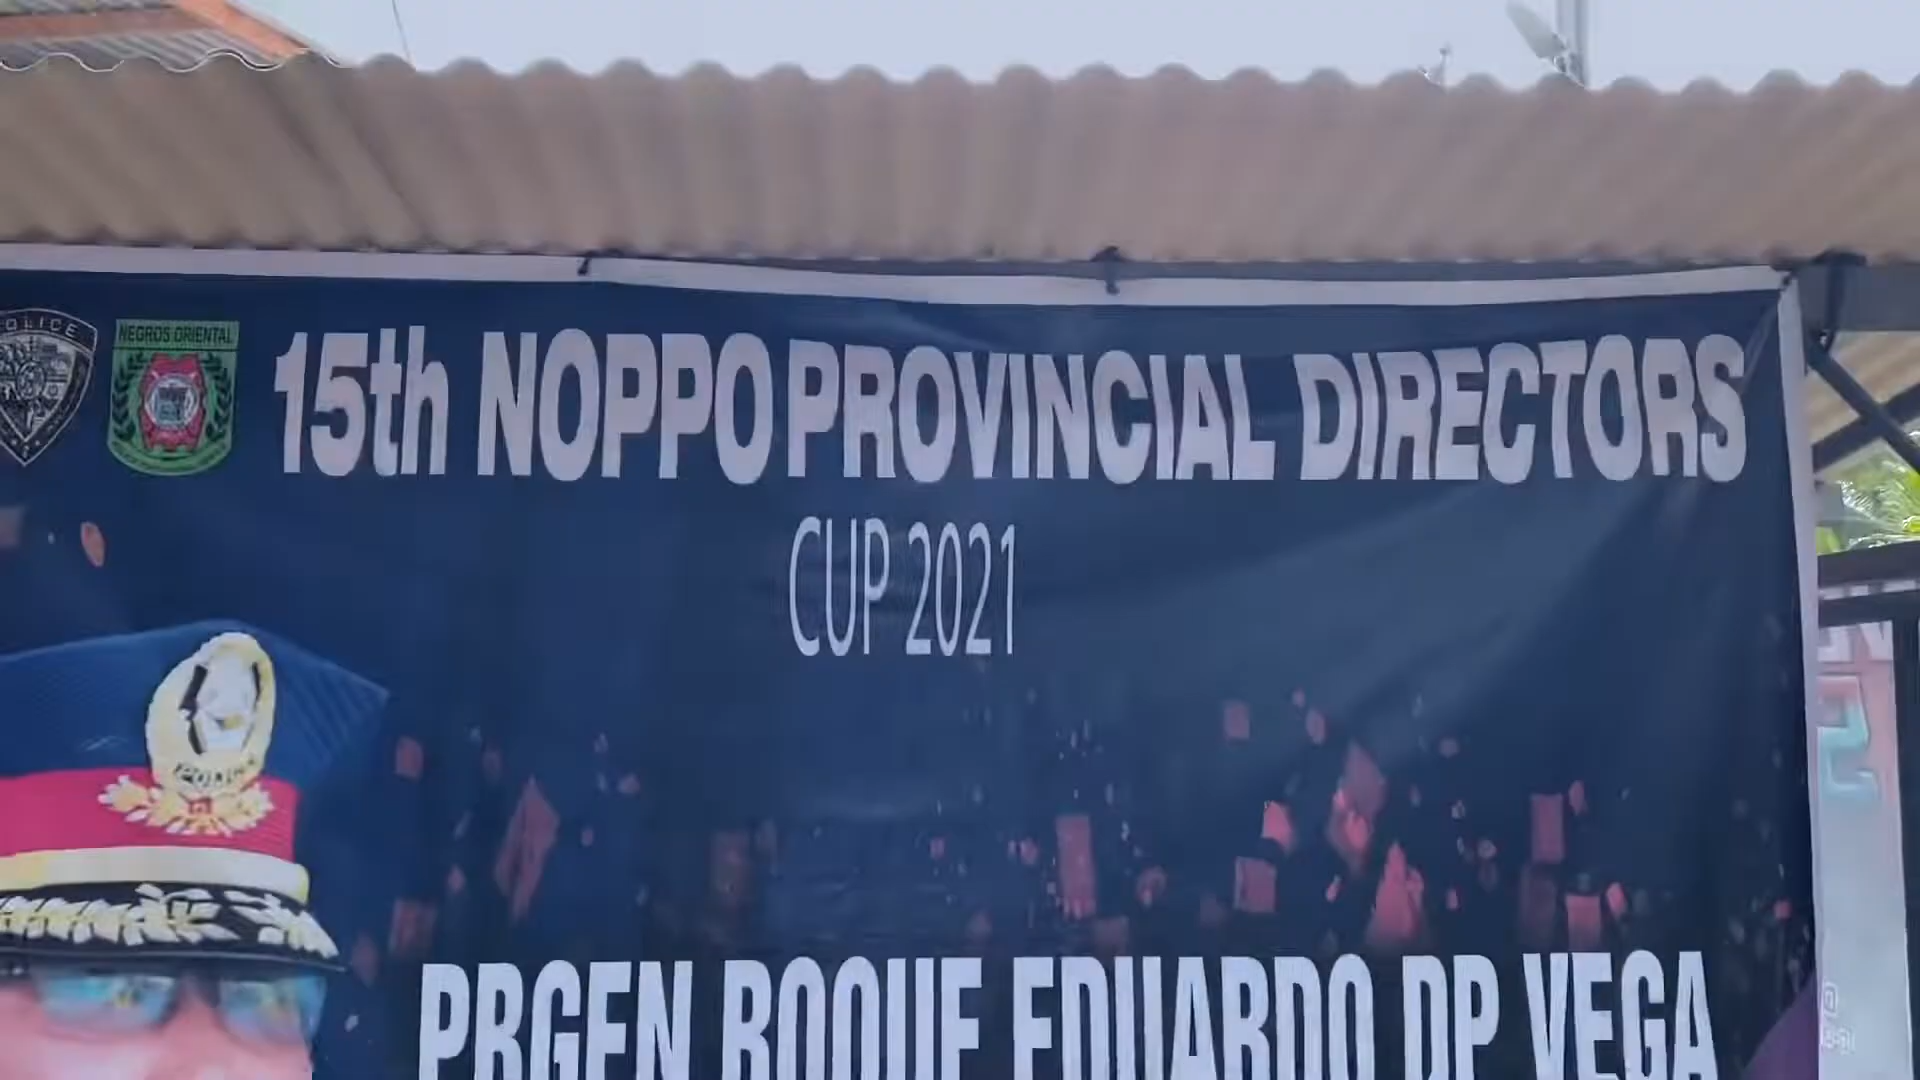 POLICE
NEGROS ORIENTAL
15th NOPPO PROVINCIAL DIRECTORS
CUP 2021
PBGEN ROQUE EDUARDO DP VEGA